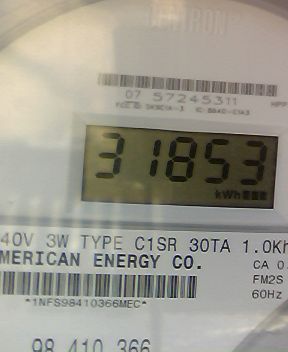 ITRON
07 57245311
31853
kWh
40V 3W TYPE C1SR 30TA 1.0Kh
MERICAN ENERGY CO.
CA 0.
FM2S
60Hz
*1NFS98410366MEC*
98 410 366